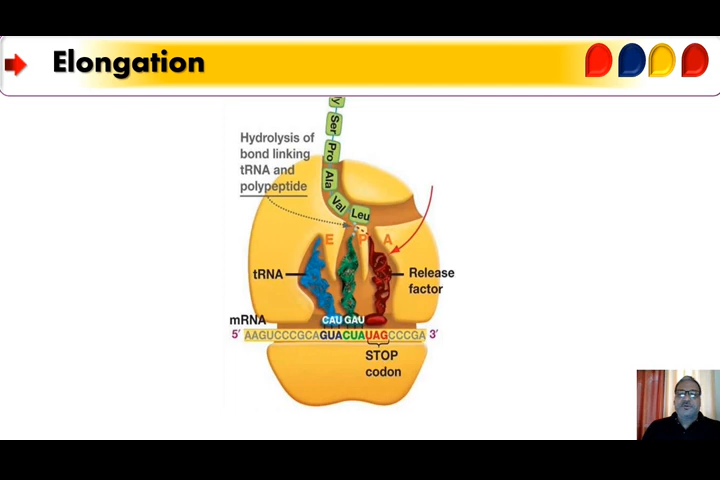 Elongation
y
Ser
Pro
Ala
Val
Leu
Hydrolysis of
bond linking
tRNA and
polypeptide
E P A
tRNA
Release
factor
mRNA
CAU GAU
5′ AAGUCCCGCAGUACUAUAGCCCGA 3′
STOP
codon